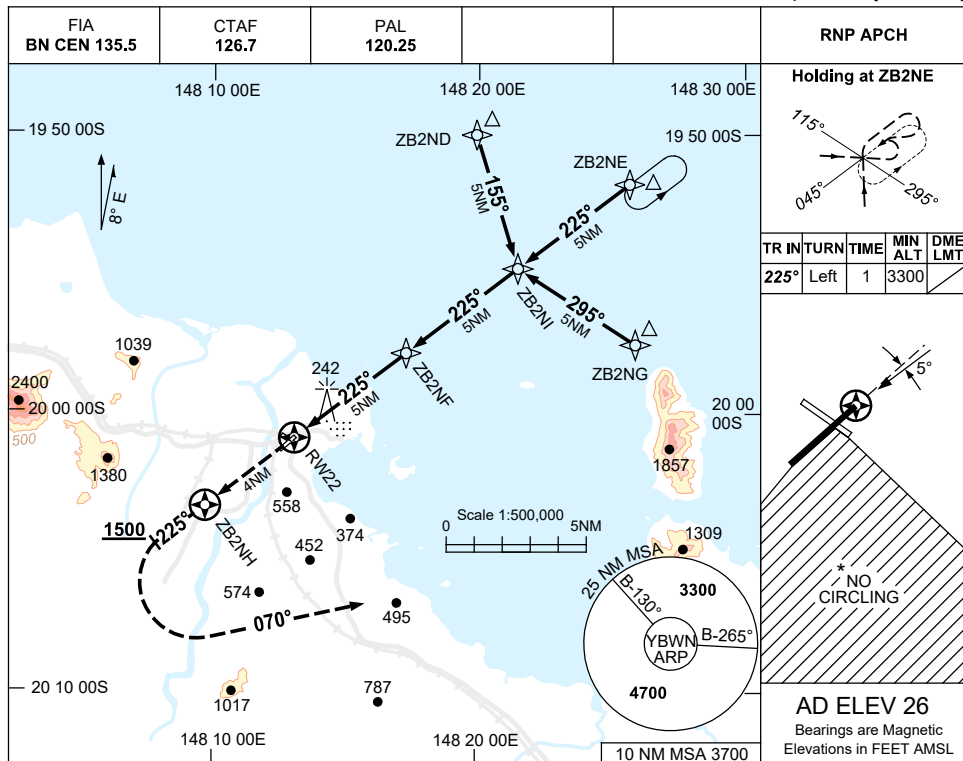 FIA
BN CEN 135.5
CTAF
126.7
PAL
120.25
RNP APCH
148 10 00E
148 20 00E
148 30 00E
19 50 00S
19 50 00S
8° E
ZB2ND
ZB2NE
155°
5NM
225°
5NM
ZB2NI
225°
5NM
295°
5NM
ZB2NG
ZB2NF
225°
5NM
242
1039
2400
20 00 00S
500
1380
20 00
00S
1857
RW22
4NM
558
ZB2NH
1500
225°
374
452
574
070°
495
Scale 1:500,000
0
5NM
1309
25 NM MSA
3300
B-130°
B-265°
YBWN
ARP
4700
20 10 00S
1017
787
148 10 00E
148 20 00E
10 NM MSA 3700
Holding at ZB2NE
115°
045°
295°
TR IN TURN TIME MIN ALT DME LMT
225° Left 1 3300
5°
* NO
CIRCLING
AD ELEV 26
Bearings are Magnetic
Elevations in FEET AMSL